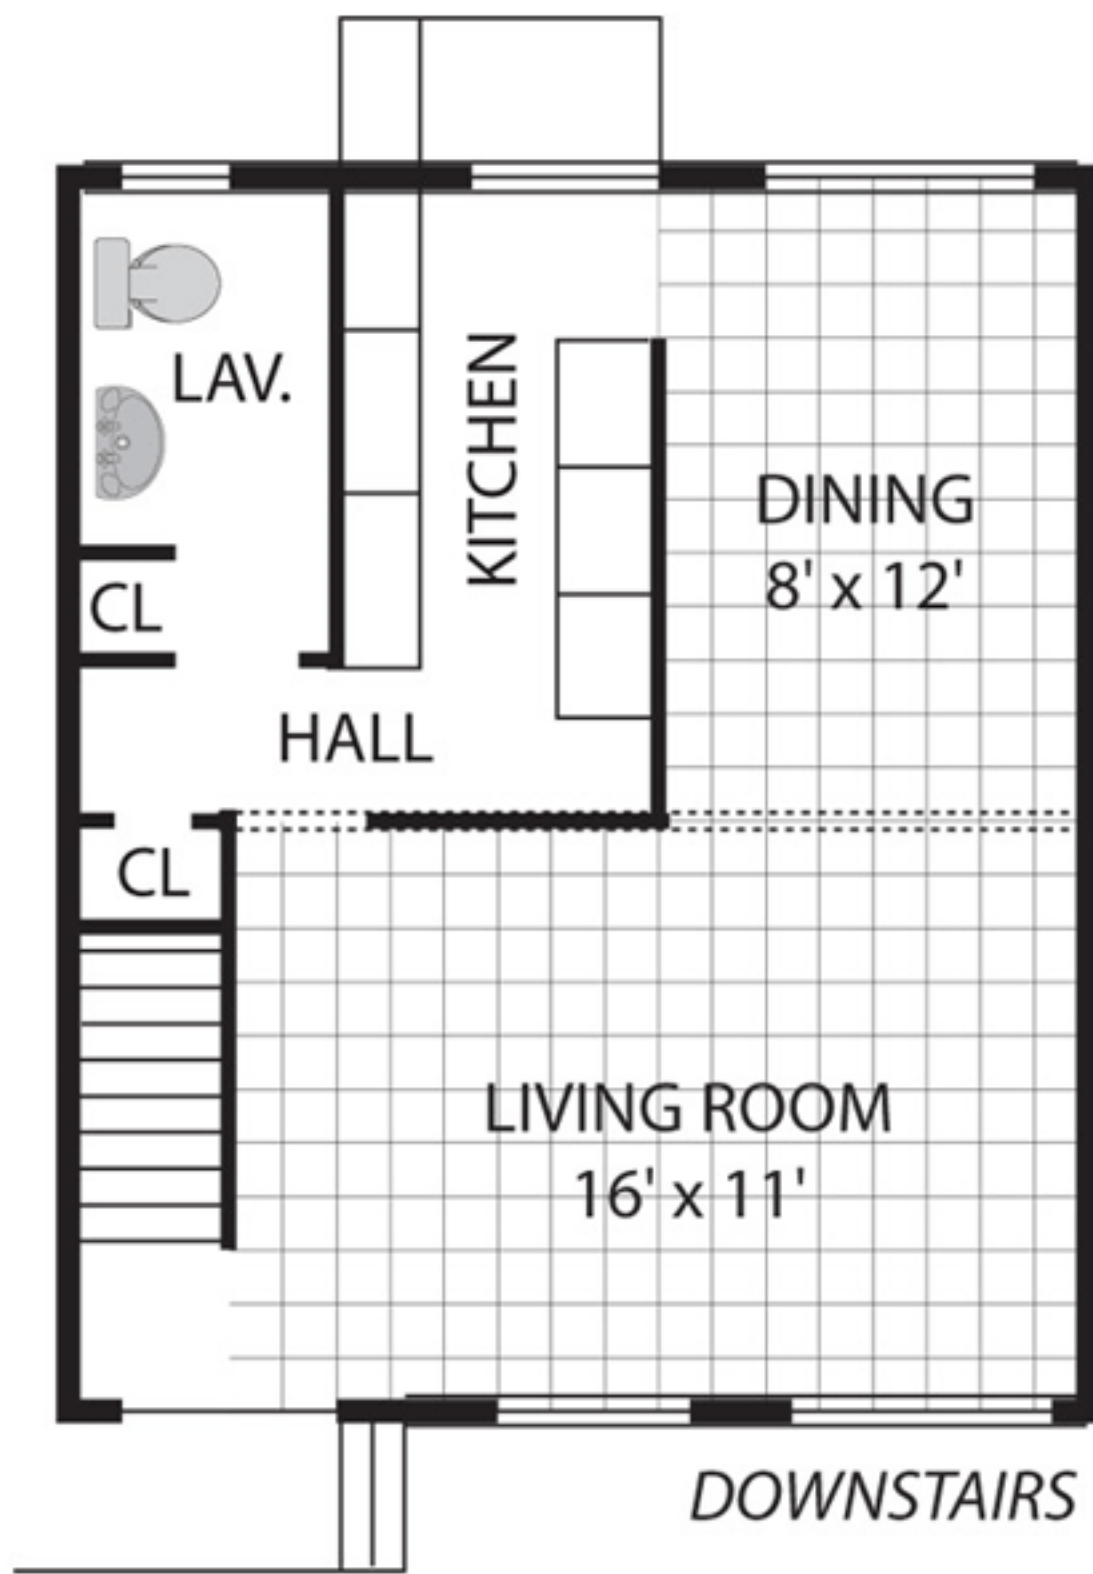 LAV.
KITCHEN
DINING
8' x 12'
CL
HALL
CL
LIVING ROOM
16' x 11'
DOWNSTAIRS